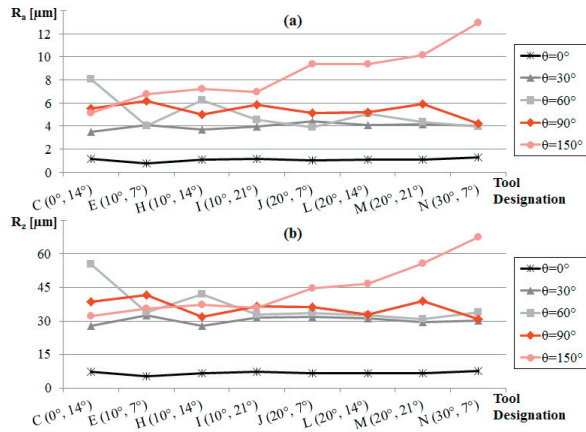 Ra [μm]
(a)
12
10
8
6
4
2
0
θ=0°
θ=30°
θ=60°
θ=90°
θ=150°
C (0°, 14°)
E (10°, 7°)
H (10°, 14°)
I (10°, 21°)
J (20°, 7°)
L (20°, 14°)
M (20°, 21°)
N (30°, 7°)
Tool
Designation
Rz [μm]
(b)
60
45
30
15
0
θ=0°
θ=30°
θ=60°
θ=90°
θ=150°
C (0°, 14°)
E (10°, 7°)
H (10°, 14°)
I (10°, 21°)
J (20°, 7°)
L (20°, 14°)
M (20°, 21°)
N (30°, 7°)
Tool
Designation